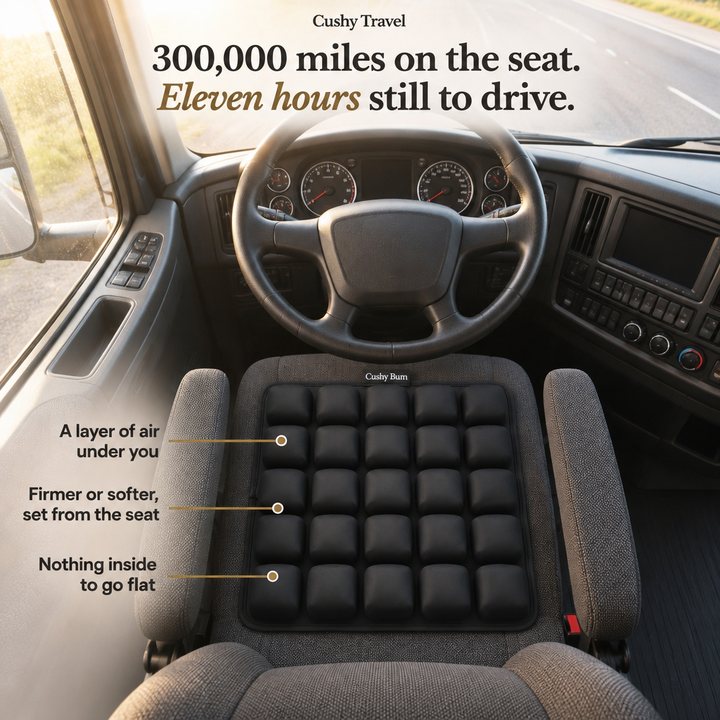 Cushy Travel
300,000 miles on the seat.
Eleven hours still to drive.
Cushy Bum
A layer of air
under you
Firmer or softer,
set from the seat
Nothing inside
to go flat